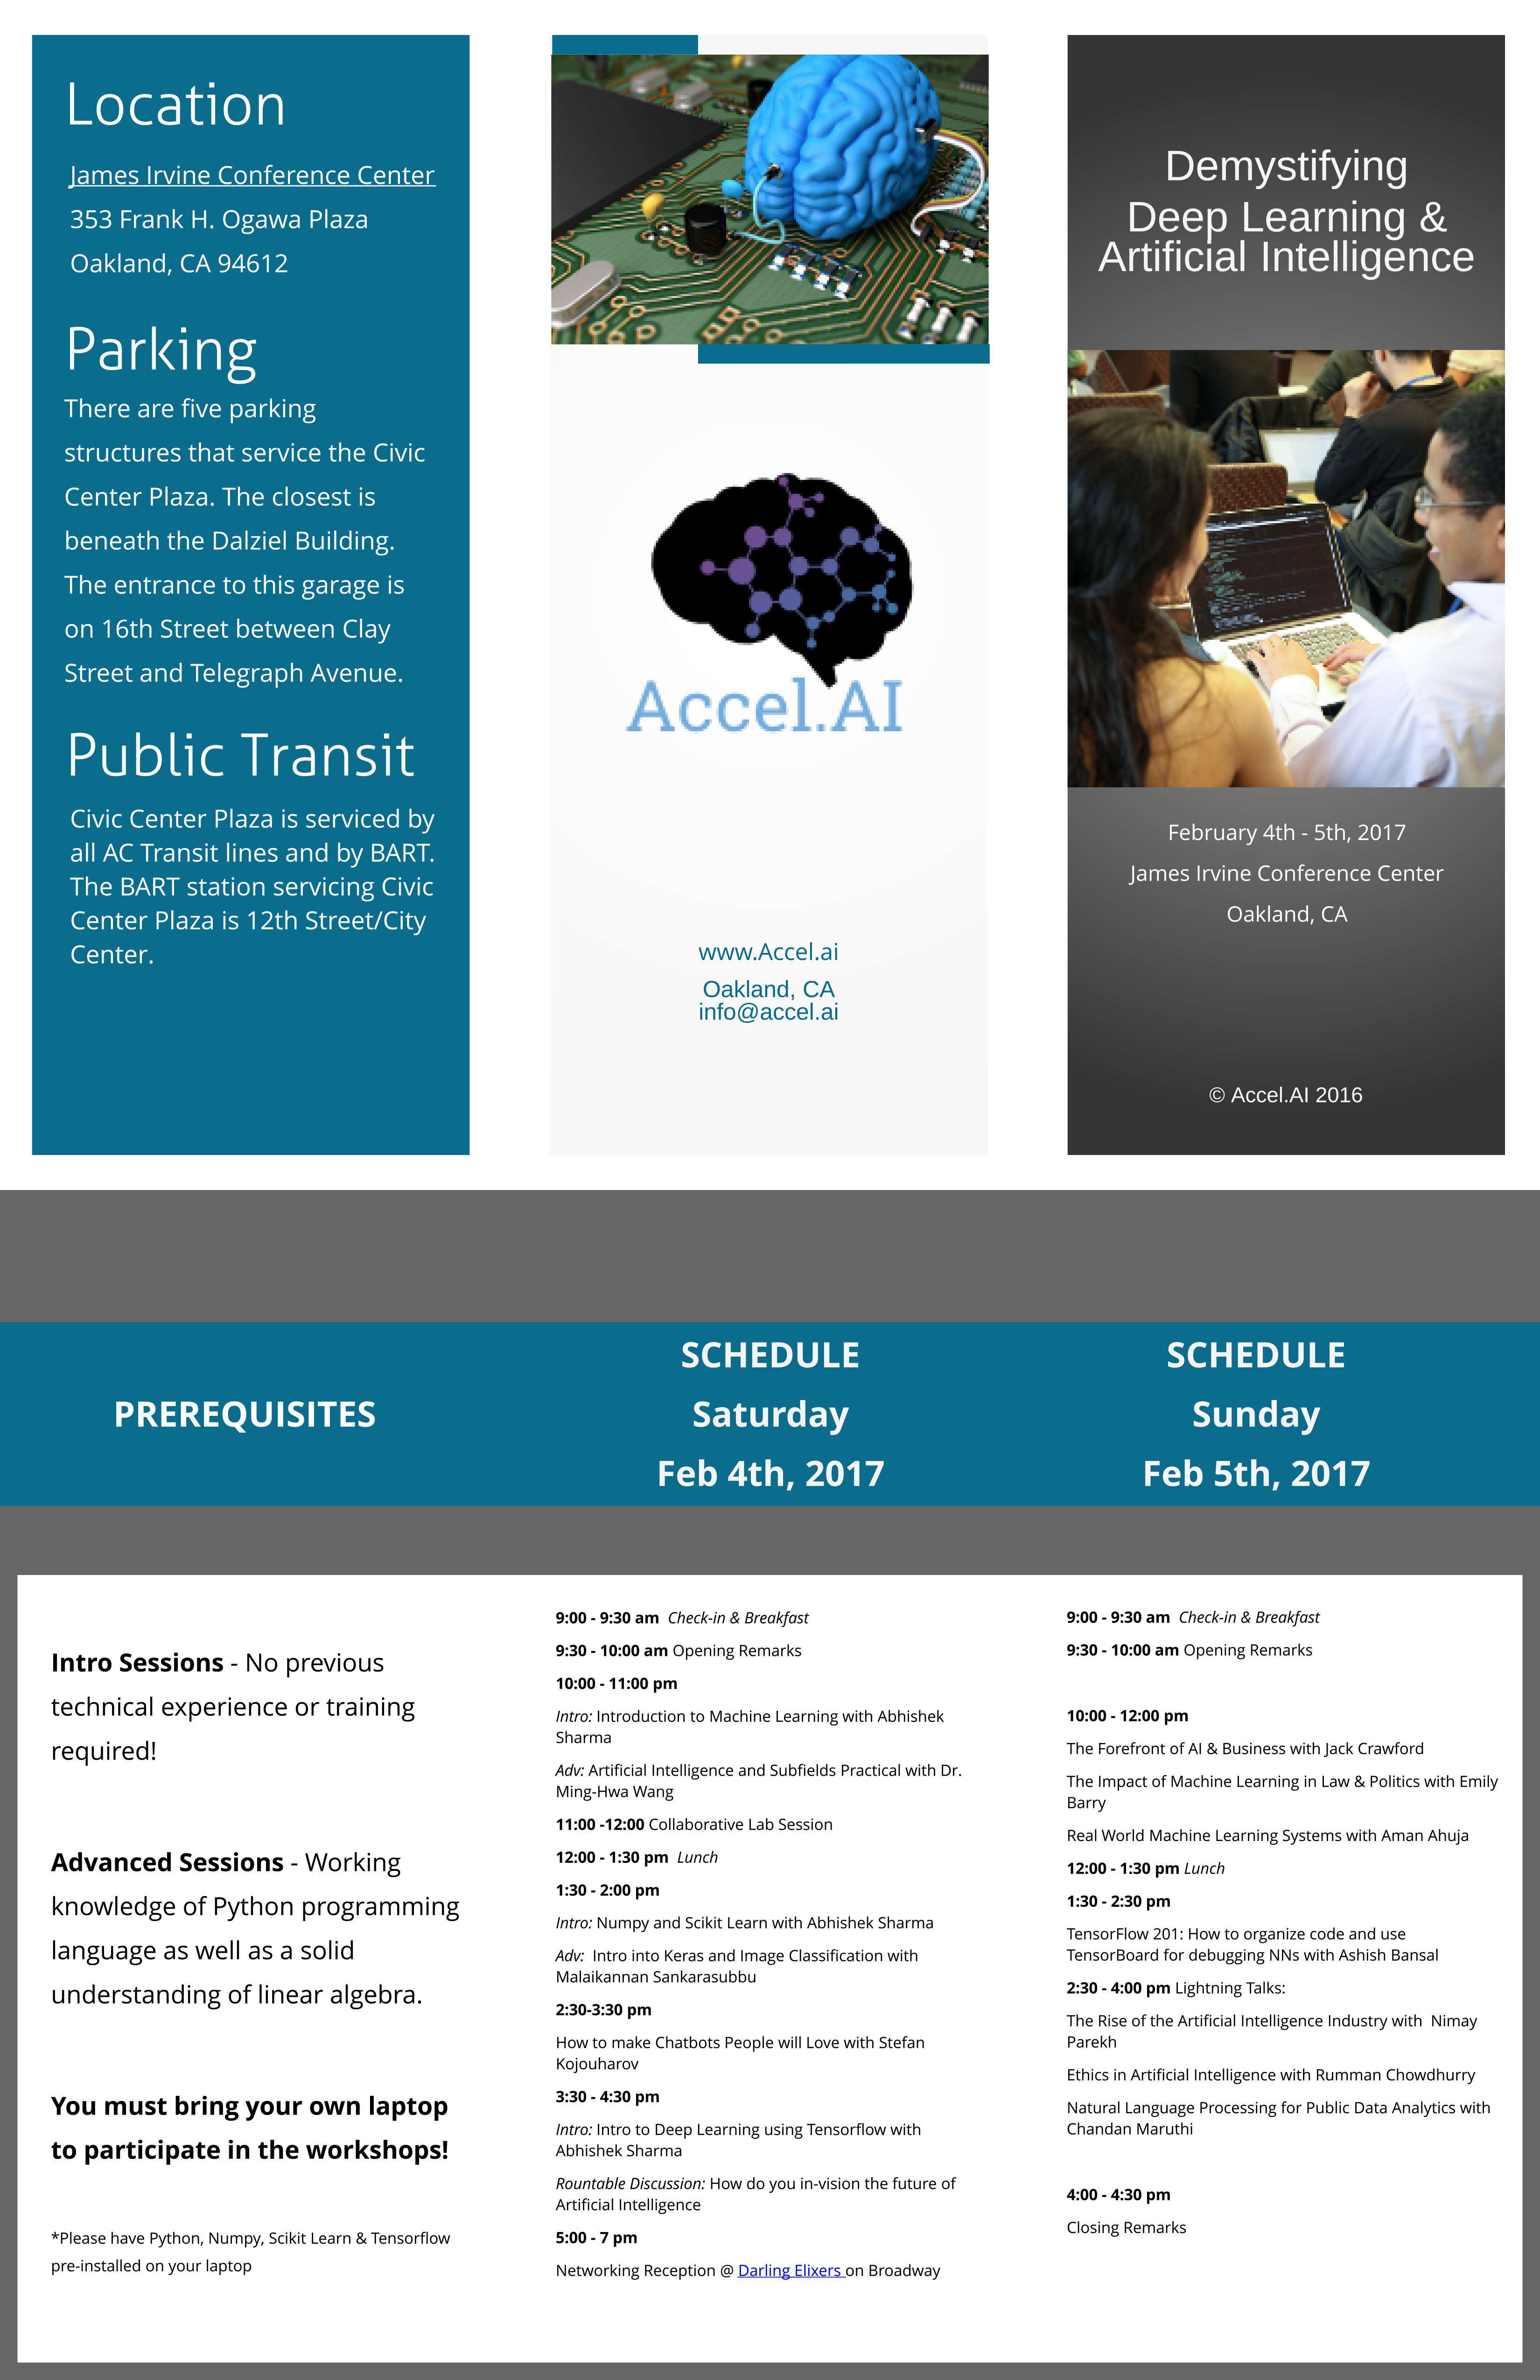 Location
James Irvine Conference Center
353 Frank H. Ogawa Plaza
Oakland, CA 94612
Parking
There are five parking
structures that service the Civic
Center Plaza. The closest is
beneath the Dalziel Building.
The entrance to this garage is
on 16th Street between Clay
Street and Telegraph Avenue.
Public Transit
Civic Center Plaza is serviced by
all AC Transit lines and by BART.
The BART station servicing Civic
Center Plaza is 12th Street/City
Center.
Accel.AI
www.Accel.ai
Oakland, CA
info@accel.ai
Demystifying
Deep Learning &
Artificial Intelligence
February 4th - 5th, 2017
James Irvine Conference Center
Oakland, CA
© Accel.AI 2016
PREREQUISITES
SCHEDULE
Saturday
Feb 4th, 2017
SCHEDULE
Sunday
Feb 5th, 2017
Intro Sessions - No previous
technical experience or training
required!
Advanced Sessions - Working
knowledge of Python programming
language as well as a solid
understanding of linear algebra.
You must bring your own laptop
to participate in the workshops!
*Please have Python, Numpy, Scikit Learn & Tensorflow
pre-installed on your laptop
9:00 - 9:30 am Check-in & Breakfast
9:30 - 10:00 am Opening Remarks
10:00 - 11:00 pm
Intro: Introduction to Machine Learning with Abhishek
Sharma
Adv: Artificial Intelligence and Subfields Practical with Dr.
Ming-Hwa Wang
11:00 -12:00 Collaborative Lab Session
12:00 - 1:30 pm Lunch
1:30 - 2:00 pm
Intro: Numpy and Scikit Learn with Abhishek Sharma
Adv: Intro into Keras and Image Classification with
Malaikannan Sankarasubbu
2:30-3:30 pm
How to make Chatbots People will Love with Stefan
Kojouharov
3:30 - 4:30 pm
Intro: Intro to Deep Learning using Tensorflow with
Abhishek Sharma
Rountable Discussion: How do you in-vision the future of
Artificial Intelligence
5:00 - 7 pm
Networking Reception @ Darling Elixers on Broadway
9:00 - 9:30 am Check-in & Breakfast
9:30 - 10:00 am Opening Remarks
10:00 - 12:00 pm
The Forefront of AI & Business with Jack Crawford
The Impact of Machine Learning in Law & Politics with Emily
Barry
Real World Machine Learning Systems with Aman Ahuja
12:00 - 1:30 pm Lunch
1:30 - 2:30 pm
TensorFlow 201: How to organize code and use
TensorBoard for debugging NNs with Ashish Bansal
2:30 - 4:00 pm Lightning Talks:
The Rise of the Artificial Intelligence Industry with Nimay
Parekh
Ethics in Artificial Intelligence with Rumman Chowdhurry
Natural Language Processing for Public Data Analytics with
Chandan Maruthi
4:00 - 4:30 pm
Closing Remarks